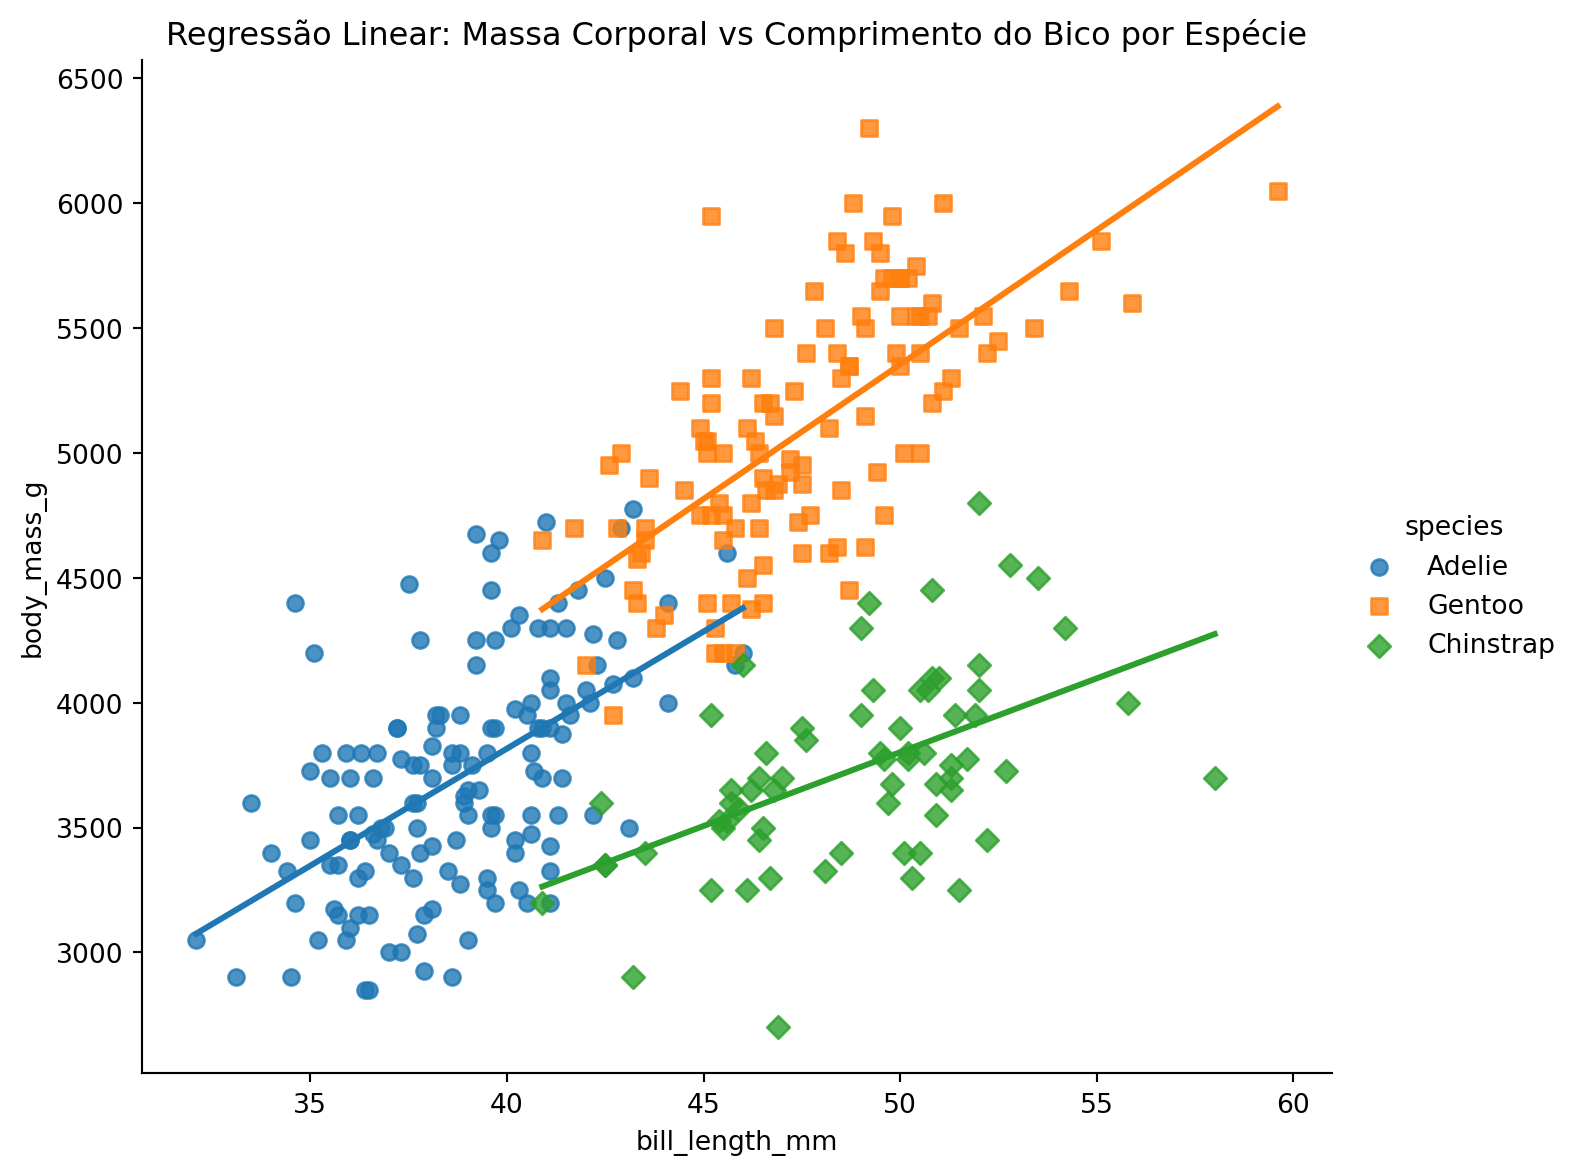 Regressão Linear: Massa Corporal vs Comprimento do Bico por Espécie
6500
6000
5500
5000
4500
4000
3500
3000
body_mass_g
35
40
45
50
55
60
bill_length_mm
species
Adelie
Gentoo
Chinstrap